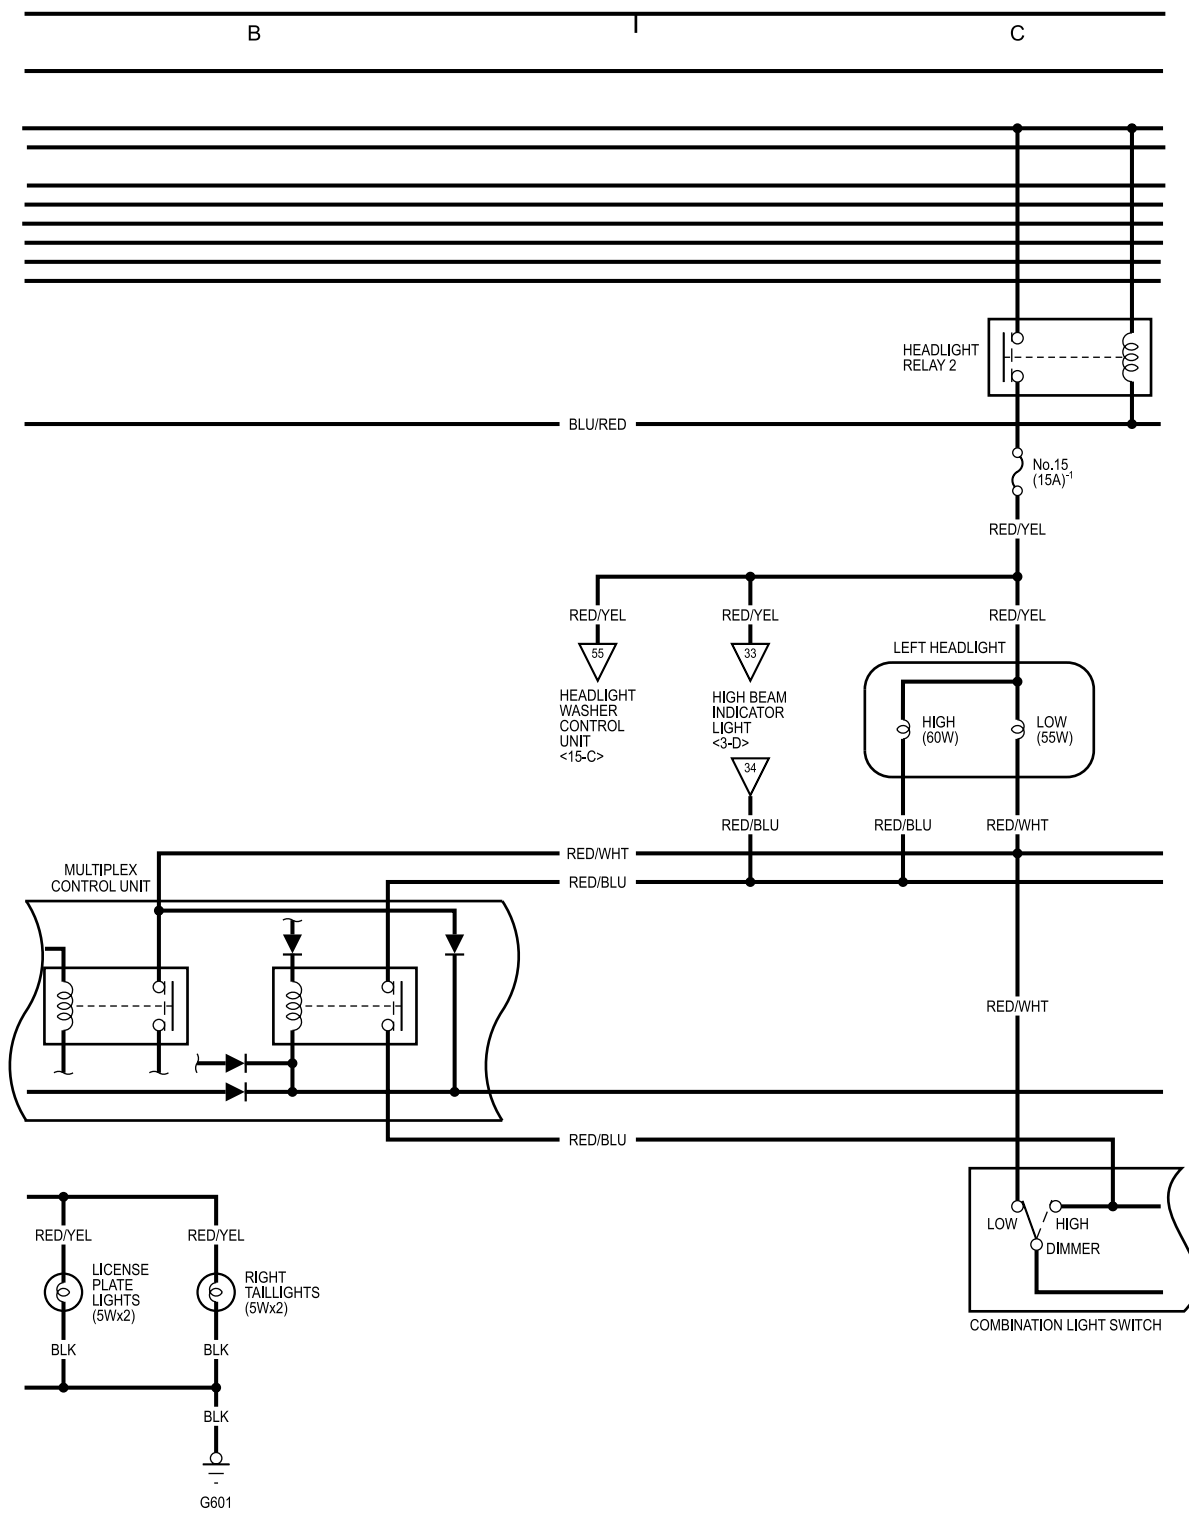 B
C
HEADLIGHT
RELAY 2
BLU/RED
No.15
(15A)-1
RED/YEL
RED/YEL
RED/YEL
RED/YEL
LEFT HEADLIGHT
55
33
HEADLIGHT
WASHER
CONTROL
UNIT
<15-C>
HIGH BEAM
INDICATOR
LIGHT
<3-D>
HIGH
(60W)
LOW
(55W)
34
RED/BLU
RED/BLU
RED/WHT
RED/WHT
RED/BLU
MULTIPLEX
CONTROL UNIT
RED/WHT
RED/BLU
LOW
HIGH
DIMMER
COMBINATION LIGHT SWITCH
RED/YEL
RED/YEL
LICENSE
PLATE
LIGHTS
(5Wx2)
RIGHT
TAILLIGHTS
(5Wx2)
BLK
BLK
BLK
G601